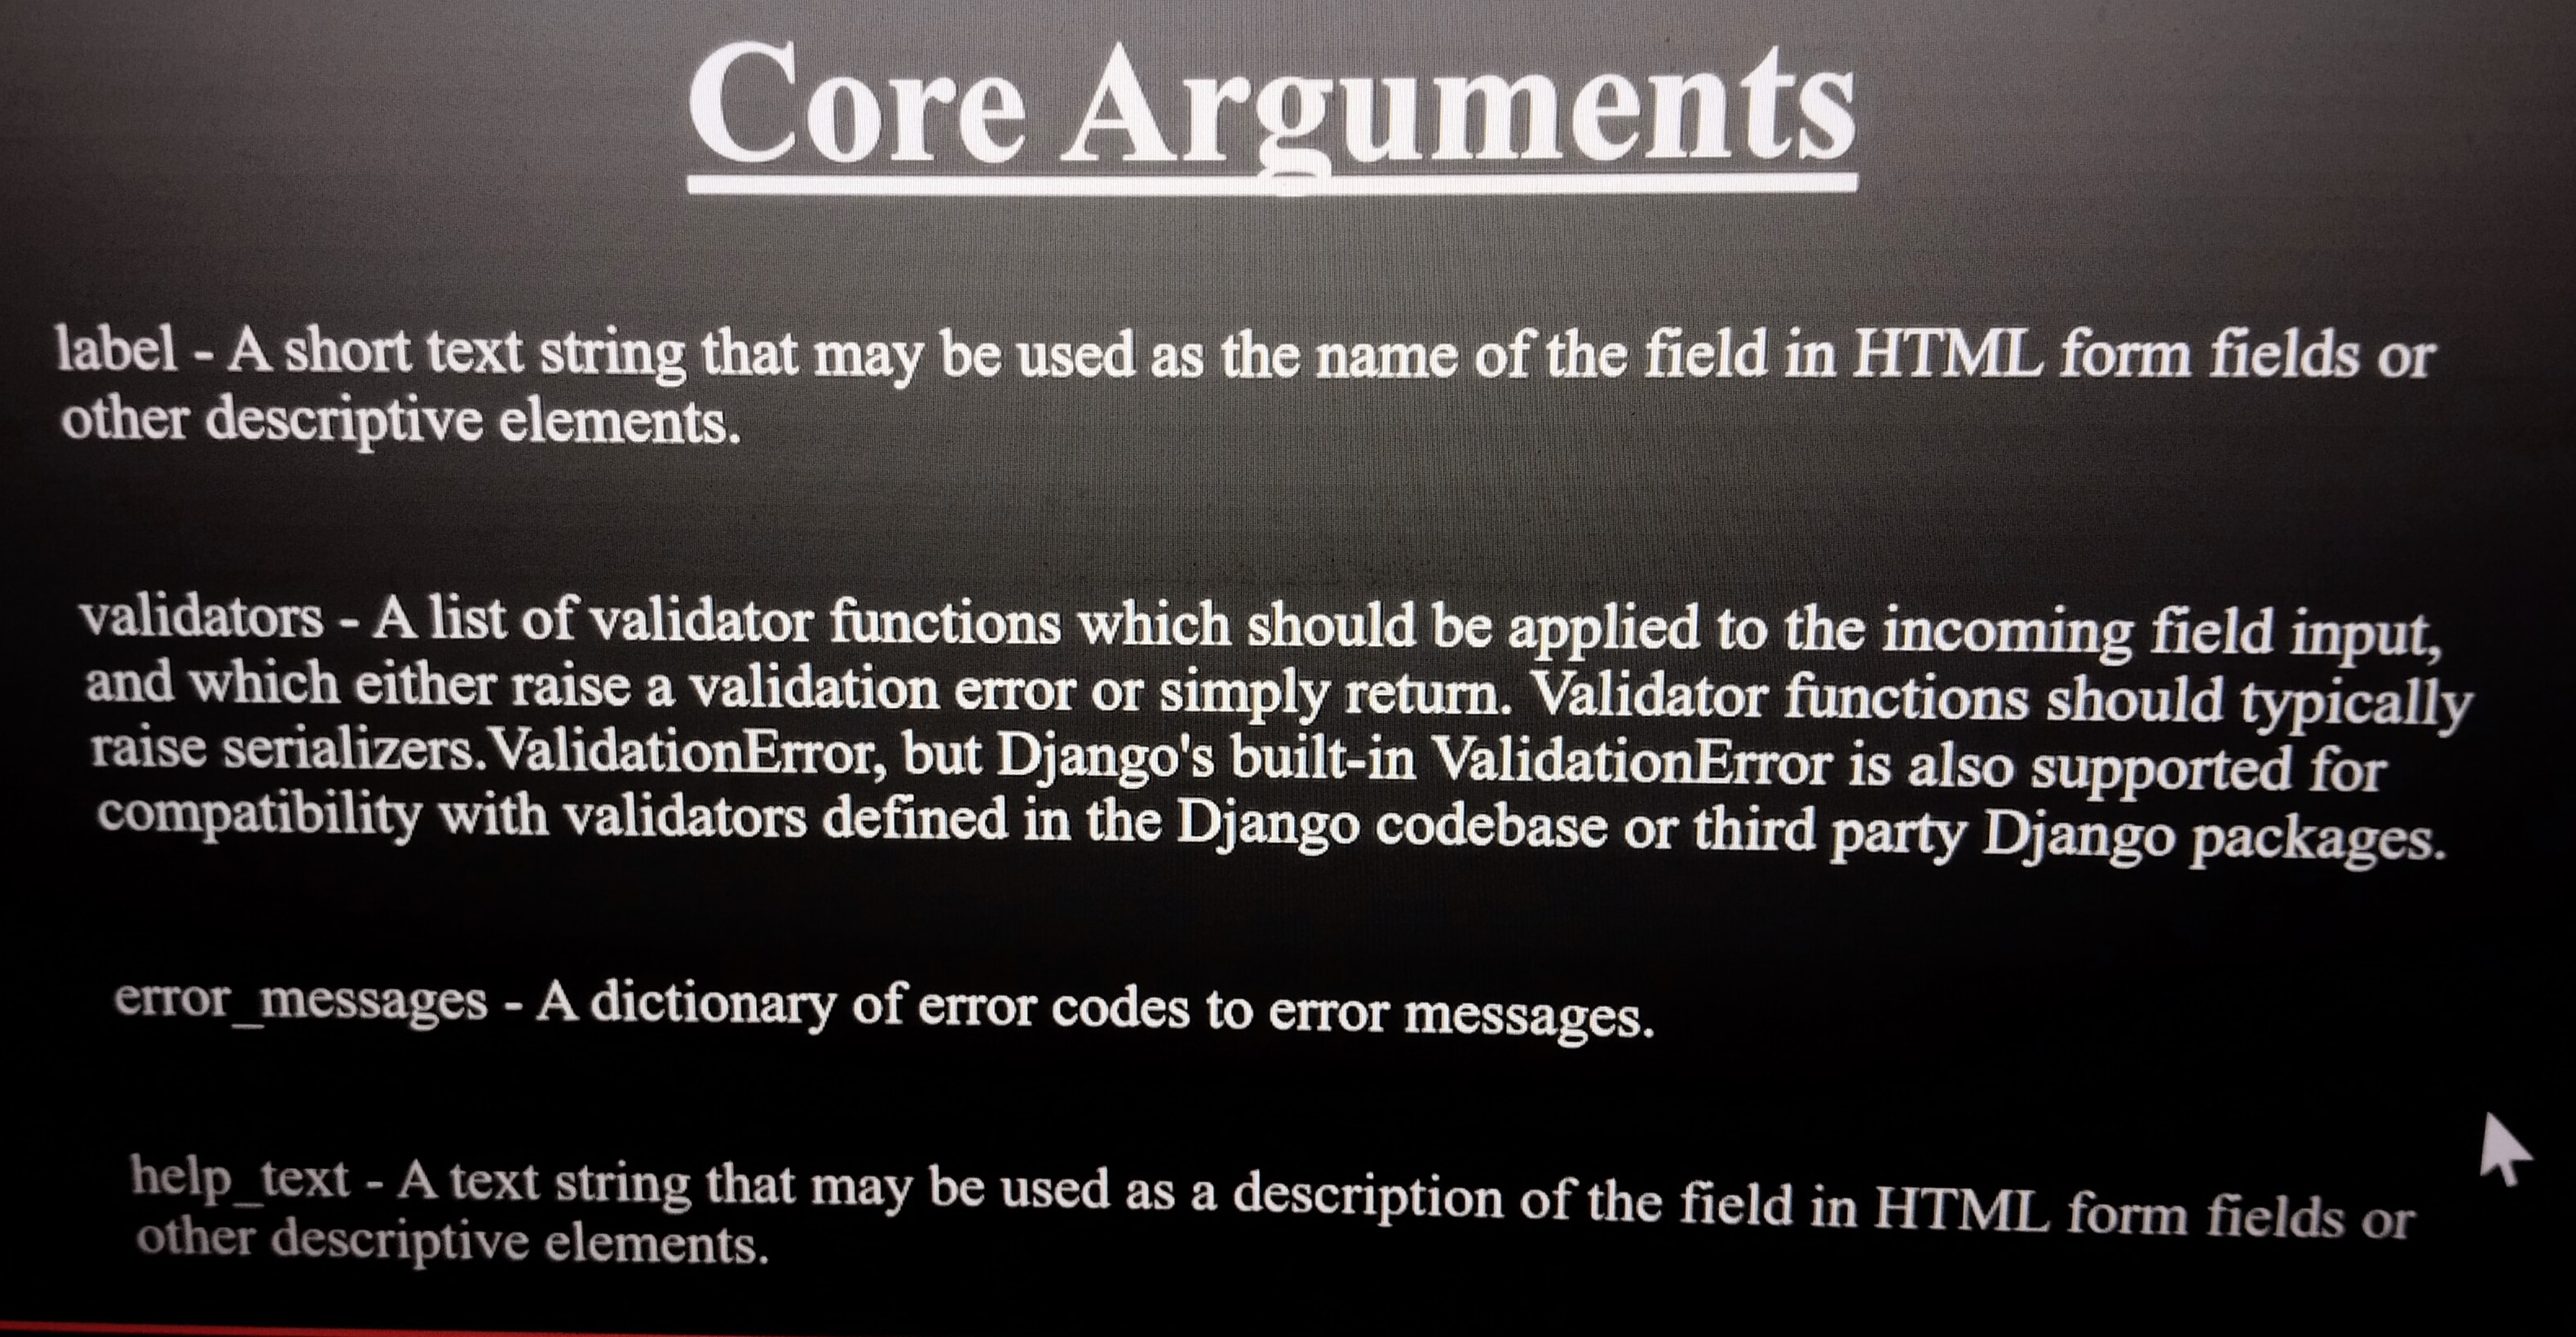 Core Arguments
label - A short text string that may be used as the name of the field in HTML form fields or
other descriptive elements.
validators - A list of validator functions which should be applied to the incoming field input,
and which either raise a validation error or simply return. Validator functions should typically
raise serializers.ValidationError, but Django's built-in ValidationError is also supported for
compatibility with validators defined in the Django codebase or third party Django packages.
error_messages - A dictionary of error codes to error messages.
help_text - A text string that may be used as a description of the field in HTML form fields or
other descriptive elements.